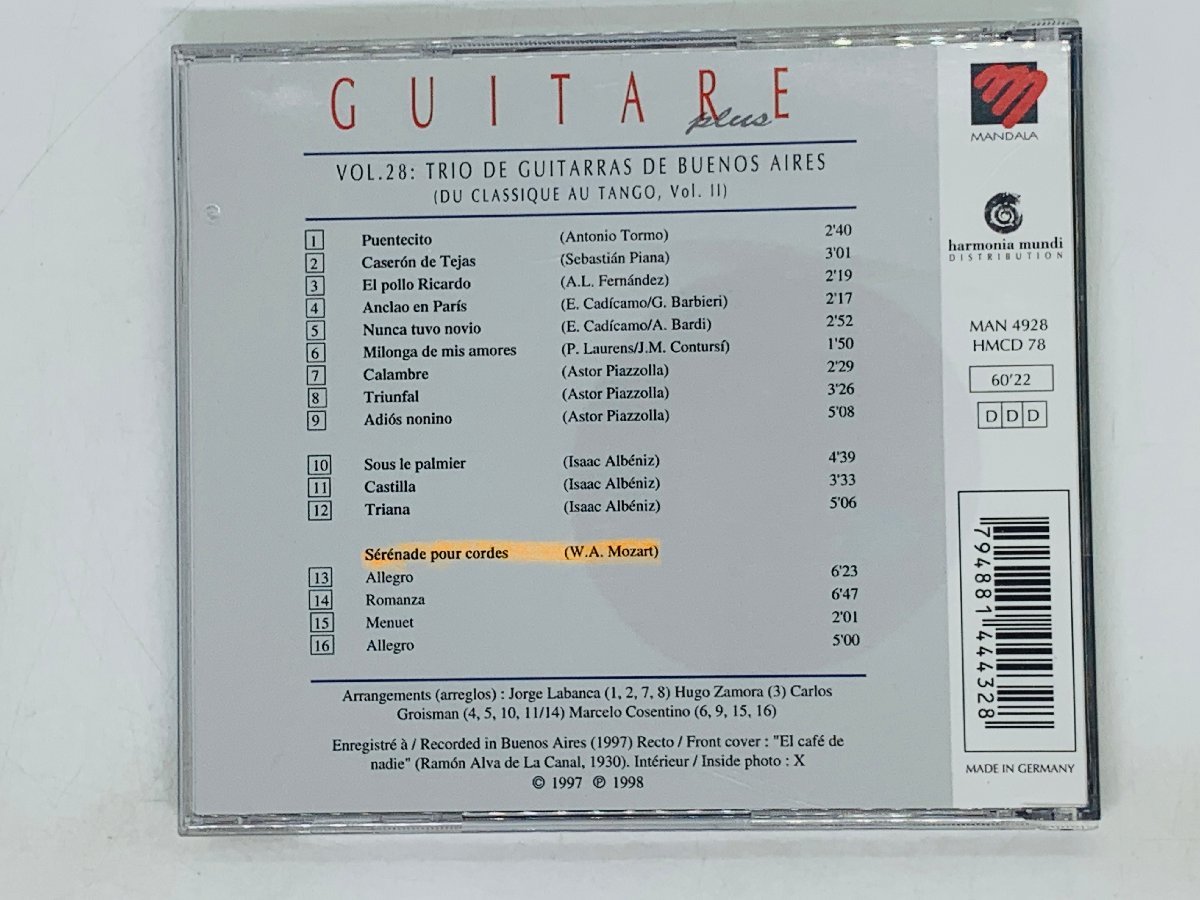 GUITARE
plus
VOL.28: TRIO DE GUITARRAS DE BUENOS AIRES
(DU CLASSIQUE AU TANGO, Vol. II)
1 Puentecito (Antonio Tormo) 2'40
2 Caserón de Tejas (Sebastián Piana) 3'01
3 El pollo Ricardo (A.L. Fernández) 2'19
4 Anclao en París (E. Cadícamo/G. Barbieri) 2'17
5 Nunca tuvo novio (E. Cadícamo/A. Bardi) 2'52
6 Milonga de mis amores (P. Laurens/J.M. Contursí) 1'50
7 Calambre (Astor Piazzolla) 2'29
8 Triunfal (Astor Piazzolla) 3'26
9 Adiós nonino (Astor Piazzolla) 5'08
10 Sous le palmier (Isaac Albéniz) 4'39
11 Castilla (Isaac Albéniz) 3'33
12 Triana (Isaac Albéniz) 5'06
Sérénade pour cordes (W.A. Mozart)
13 Allegro 6'23
14 Romanza 6'47
15 Menuet 2'01
16 Allegro 5'00
Arrangements (arreglos) : Jorge Labanca (1, 2, 7, 8) Hugo Zamora (3) Carlos
Groisman (4, 5, 10, 11/14) Marcelo Cosentino (6, 9, 15, 16)
Enregistré à / Recorded in Buenos Aires (1997) Recto / Front cover : "El café de
nadie" (Ramón Alva de La Canal, 1930). Intérieur / Inside photo : X
© 1997 ℗ 1998
MANDALA
harmonia mundi
DISTRIBUTION
MAN 4928
HMCD 78
60'22
DDD
794881444328
MADE IN GERMANY